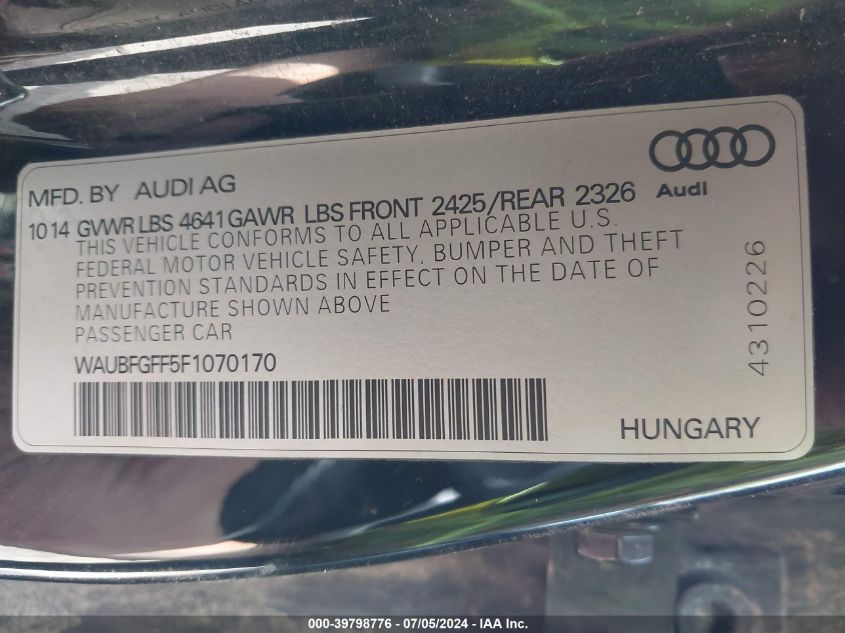 MFD. BY AUDI AG
Audi
1014 GVWR LBS 4641 GAWR LBS FRONT 2425/REAR 2326
THIS VEHICLE CONFORMS TO ALL APPLICABLE U.S.
FEDERAL MOTOR VEHICLE SAFETY, BUMPER AND THEFT
PREVENTION STANDARDS IN EFFECT ON THE DATE OF
MANUFACTURE SHOWN ABOVE
PASSENGER CAR
WAUBFGFF5F1070170
HUNGARY
4310226
000-39798776 - 07/05/2024 - IAA Inc.